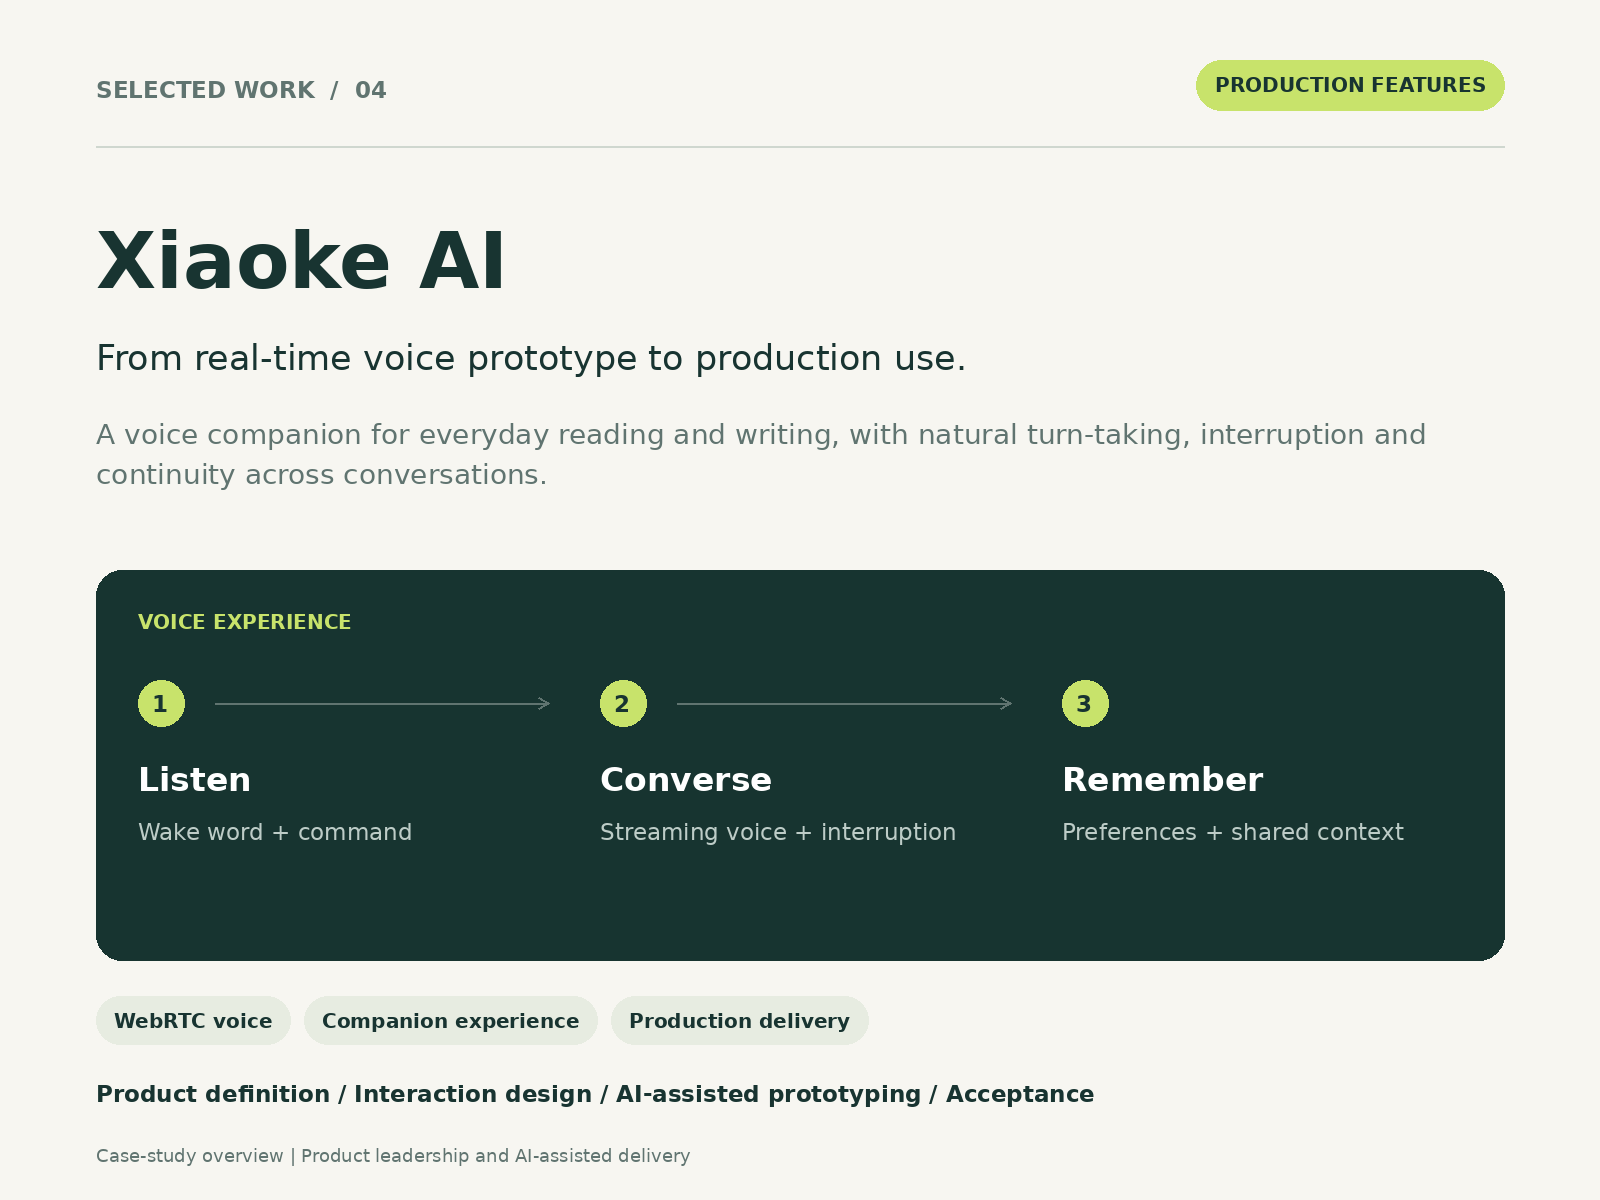 SELECTED WORK / 04
PRODUCTION FEATURES
Xiaoke AI
From real-time voice prototype to production use.
A voice companion for everyday reading and writing, with natural turn-taking, interruption and
continuity across conversations.
VOICE EXPERIENCE
1
2
3
Listen
Converse
Remember
Wake word + command
Streaming voice + interruption
Preferences + shared context
WebRTC voice
Companion experience
Production delivery
Product definition / Interaction design / AI-assisted prototyping / Acceptance
Case-study overview | Product leadership and AI-assisted delivery